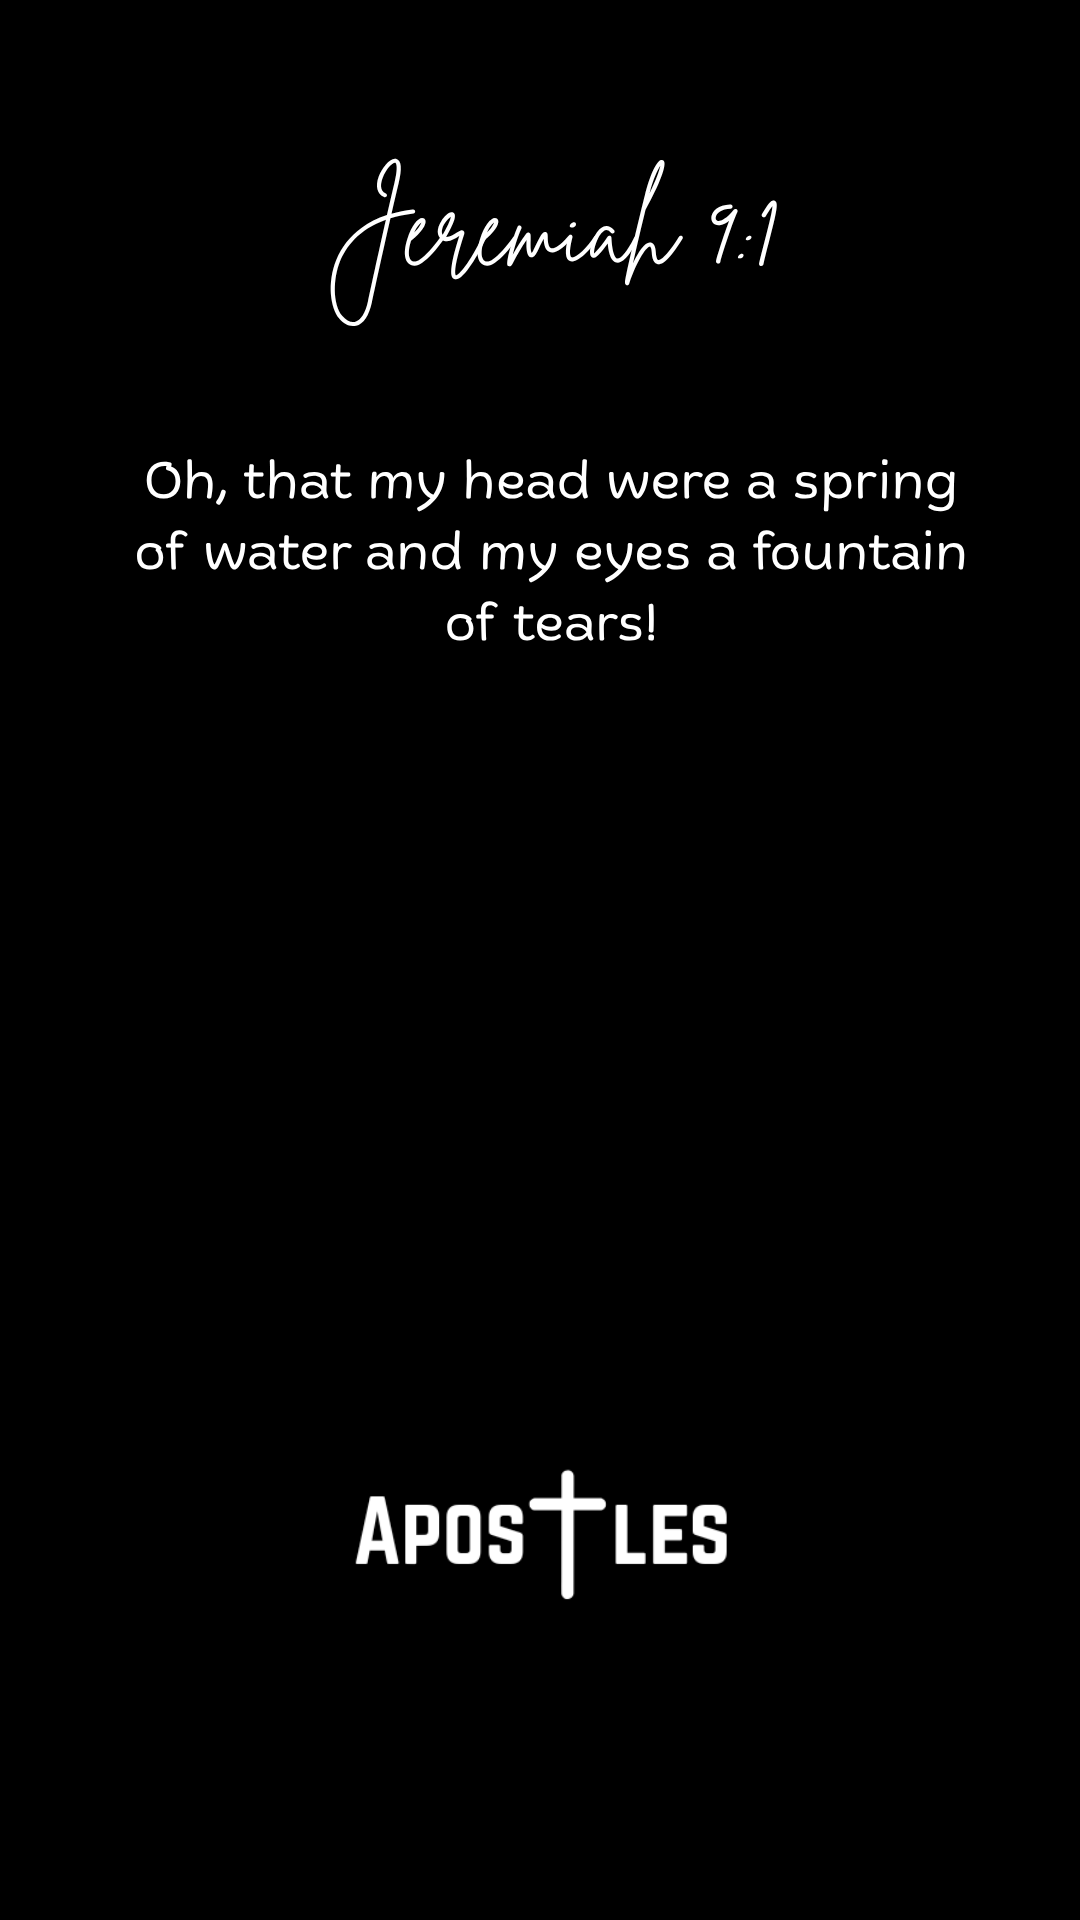 Jeremiah 9:1
Oh, that my head were a spring
of water and my eyes a fountain
of tears!
APOSTLES